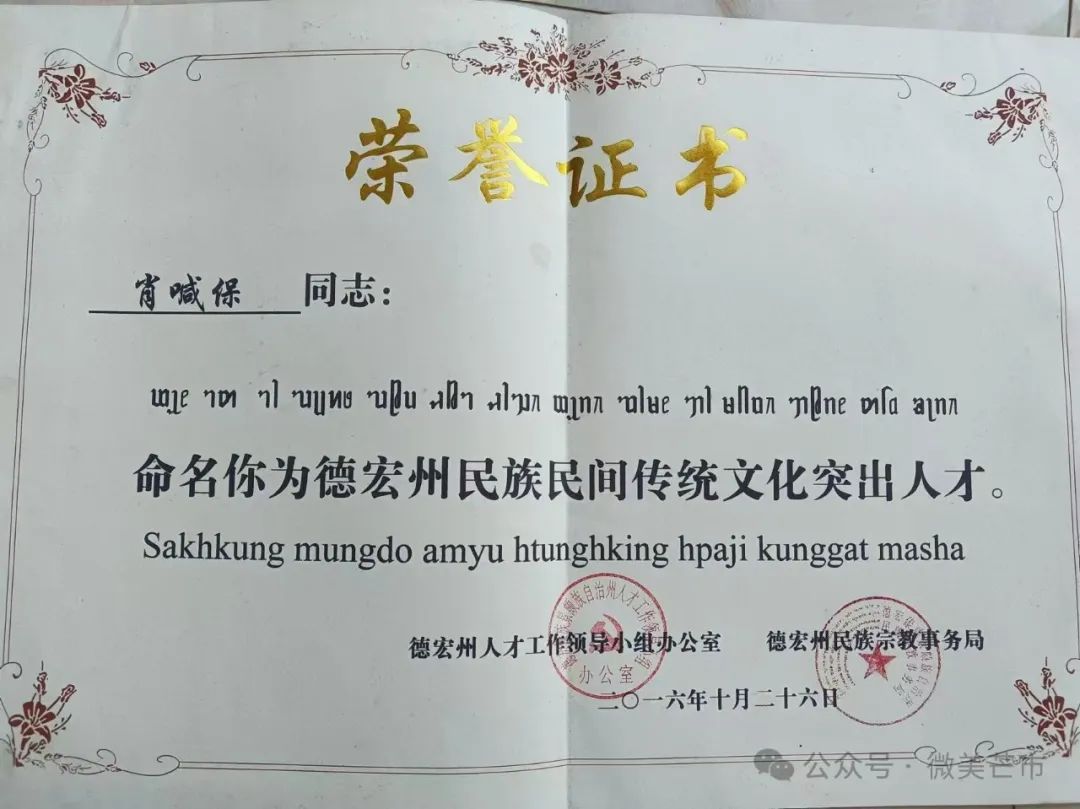 荣誉证书
肖喊保 同志：
命名你为德宏州民族民间传统文化突出人才。
Sakhkung mungdo amyu htunghking hpaji kunggat masha
德宏州人才工作领导小组办公室 德宏州民族宗教事务局
办公室
二〇一六年十月二十六日
公众号·微美芒市